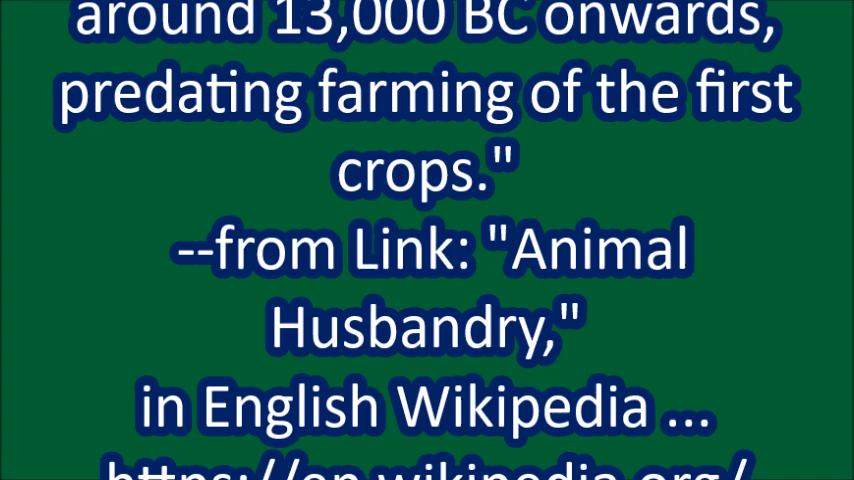 around 13,000 BC onwards,
predating farming of the first
crops."
--from Link: "Animal
Husbandry,"
in English Wikipedia ...
https://en.wikipedia.org/